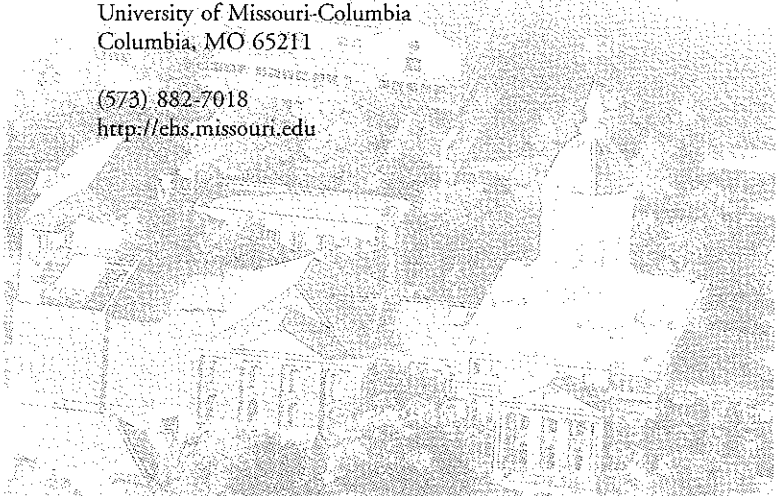 University of Missouri-Columbia
Columbia, MO 65211
(573) 882-7018
http://ehs.missouri.edu